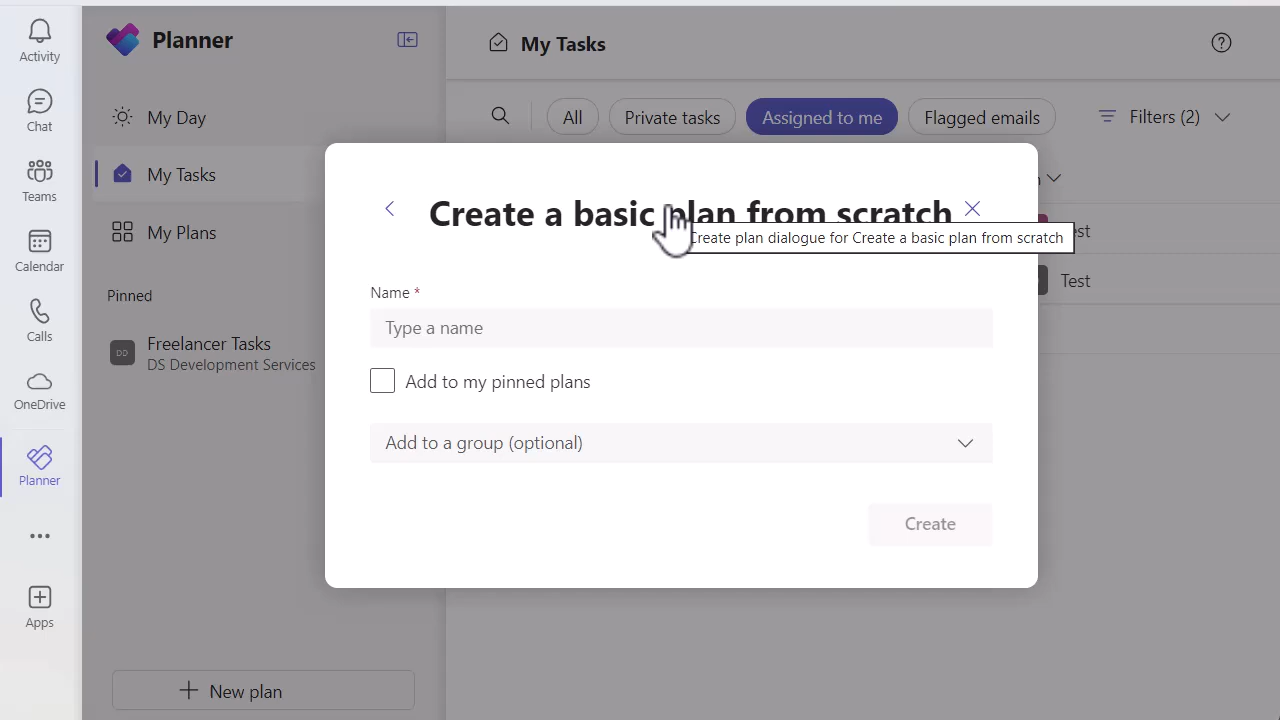 Activity
Chat
Teams
Calendar
Calls
OneDrive
Planner
Apps
Planner
My Day
My Tasks
My Plans
Pinned
DD
Freelancer Tasks
DS Development Services
New plan
My Tasks
All
Private tasks
Assigned to me
Flagged emails
Filters (2)
Create a basic plan from scratch
Create plan dialogue for Create a basic plan from scratch
Name *
Type a name
Add to my pinned plans
Add to a group (optional)
Create
Test